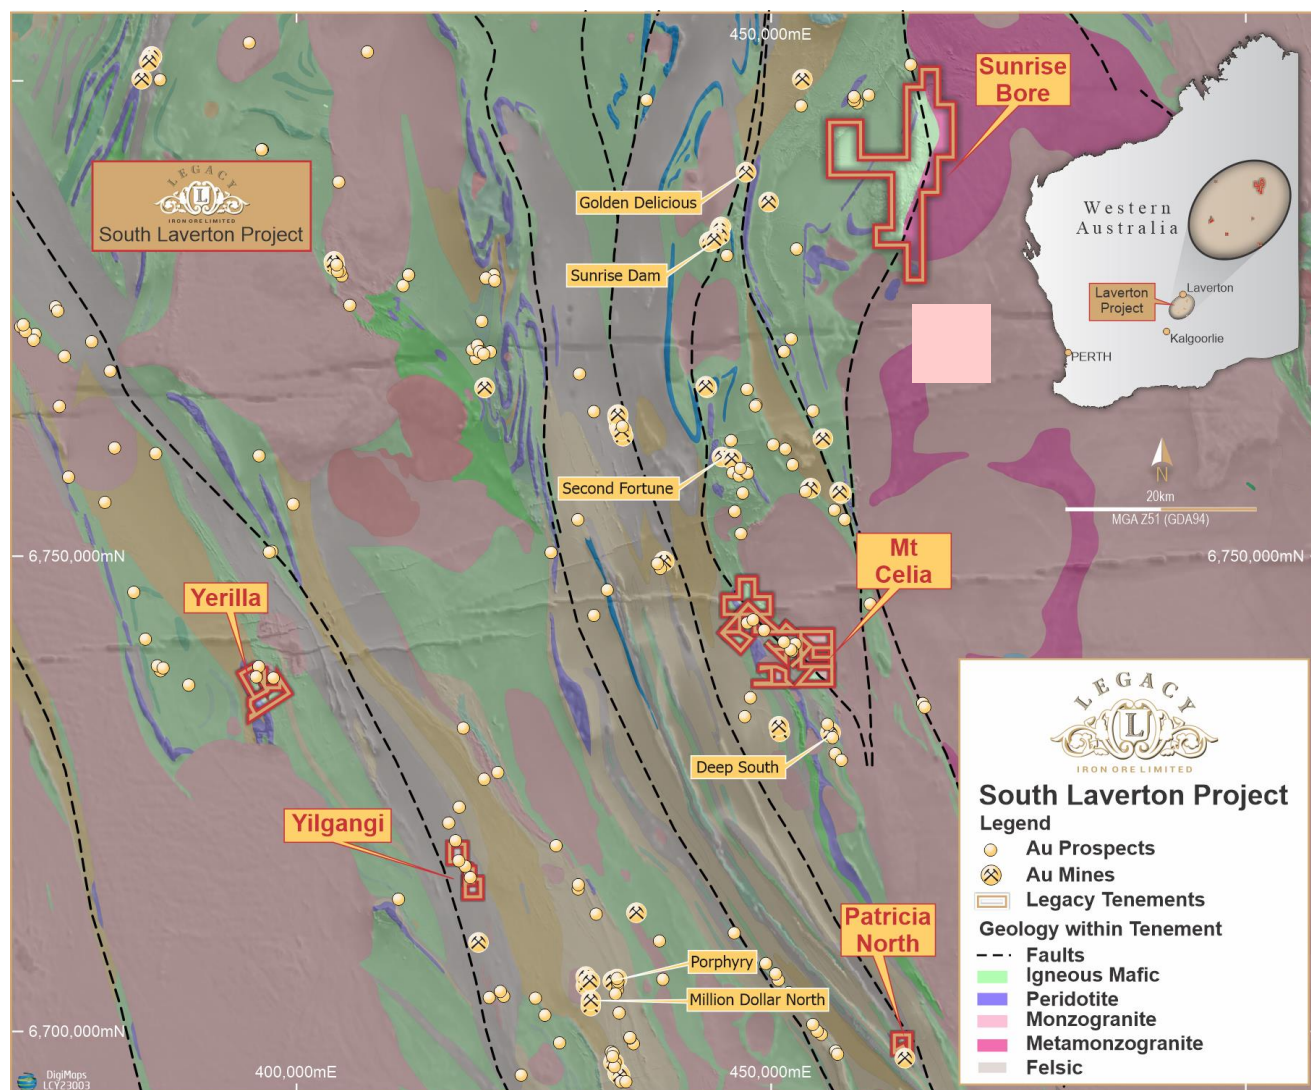 450,000mE
Sunrise
Bore
LEGACY
L
IRON ORE LIMITED
South Laverton Project
Golden Delicious
Sunrise Dam
Western
Australia
Laverton
Laverton
Project
Kalgoorlie
PERTH
N
20km
MGA Z51 (GDA94)
Second Fortune
6,750,000mN
6,750,000mN
Mt
Celia
Yerilla
Deep South
Yilgangi
Patricia
North
Porphyry
Million Dollar North
6,700,000mN
400,000mE
450,000mE
DigiMaps
LCY23003
LEGACY
L
IRON ORE LIMITED
South Laverton Project
Legend
Au Prospects
Au Mines
Legacy Tenements
Geology within Tenement
Faults
Igneous Mafic
Peridotite
Monzogranite
Metamonzogranite
Felsic